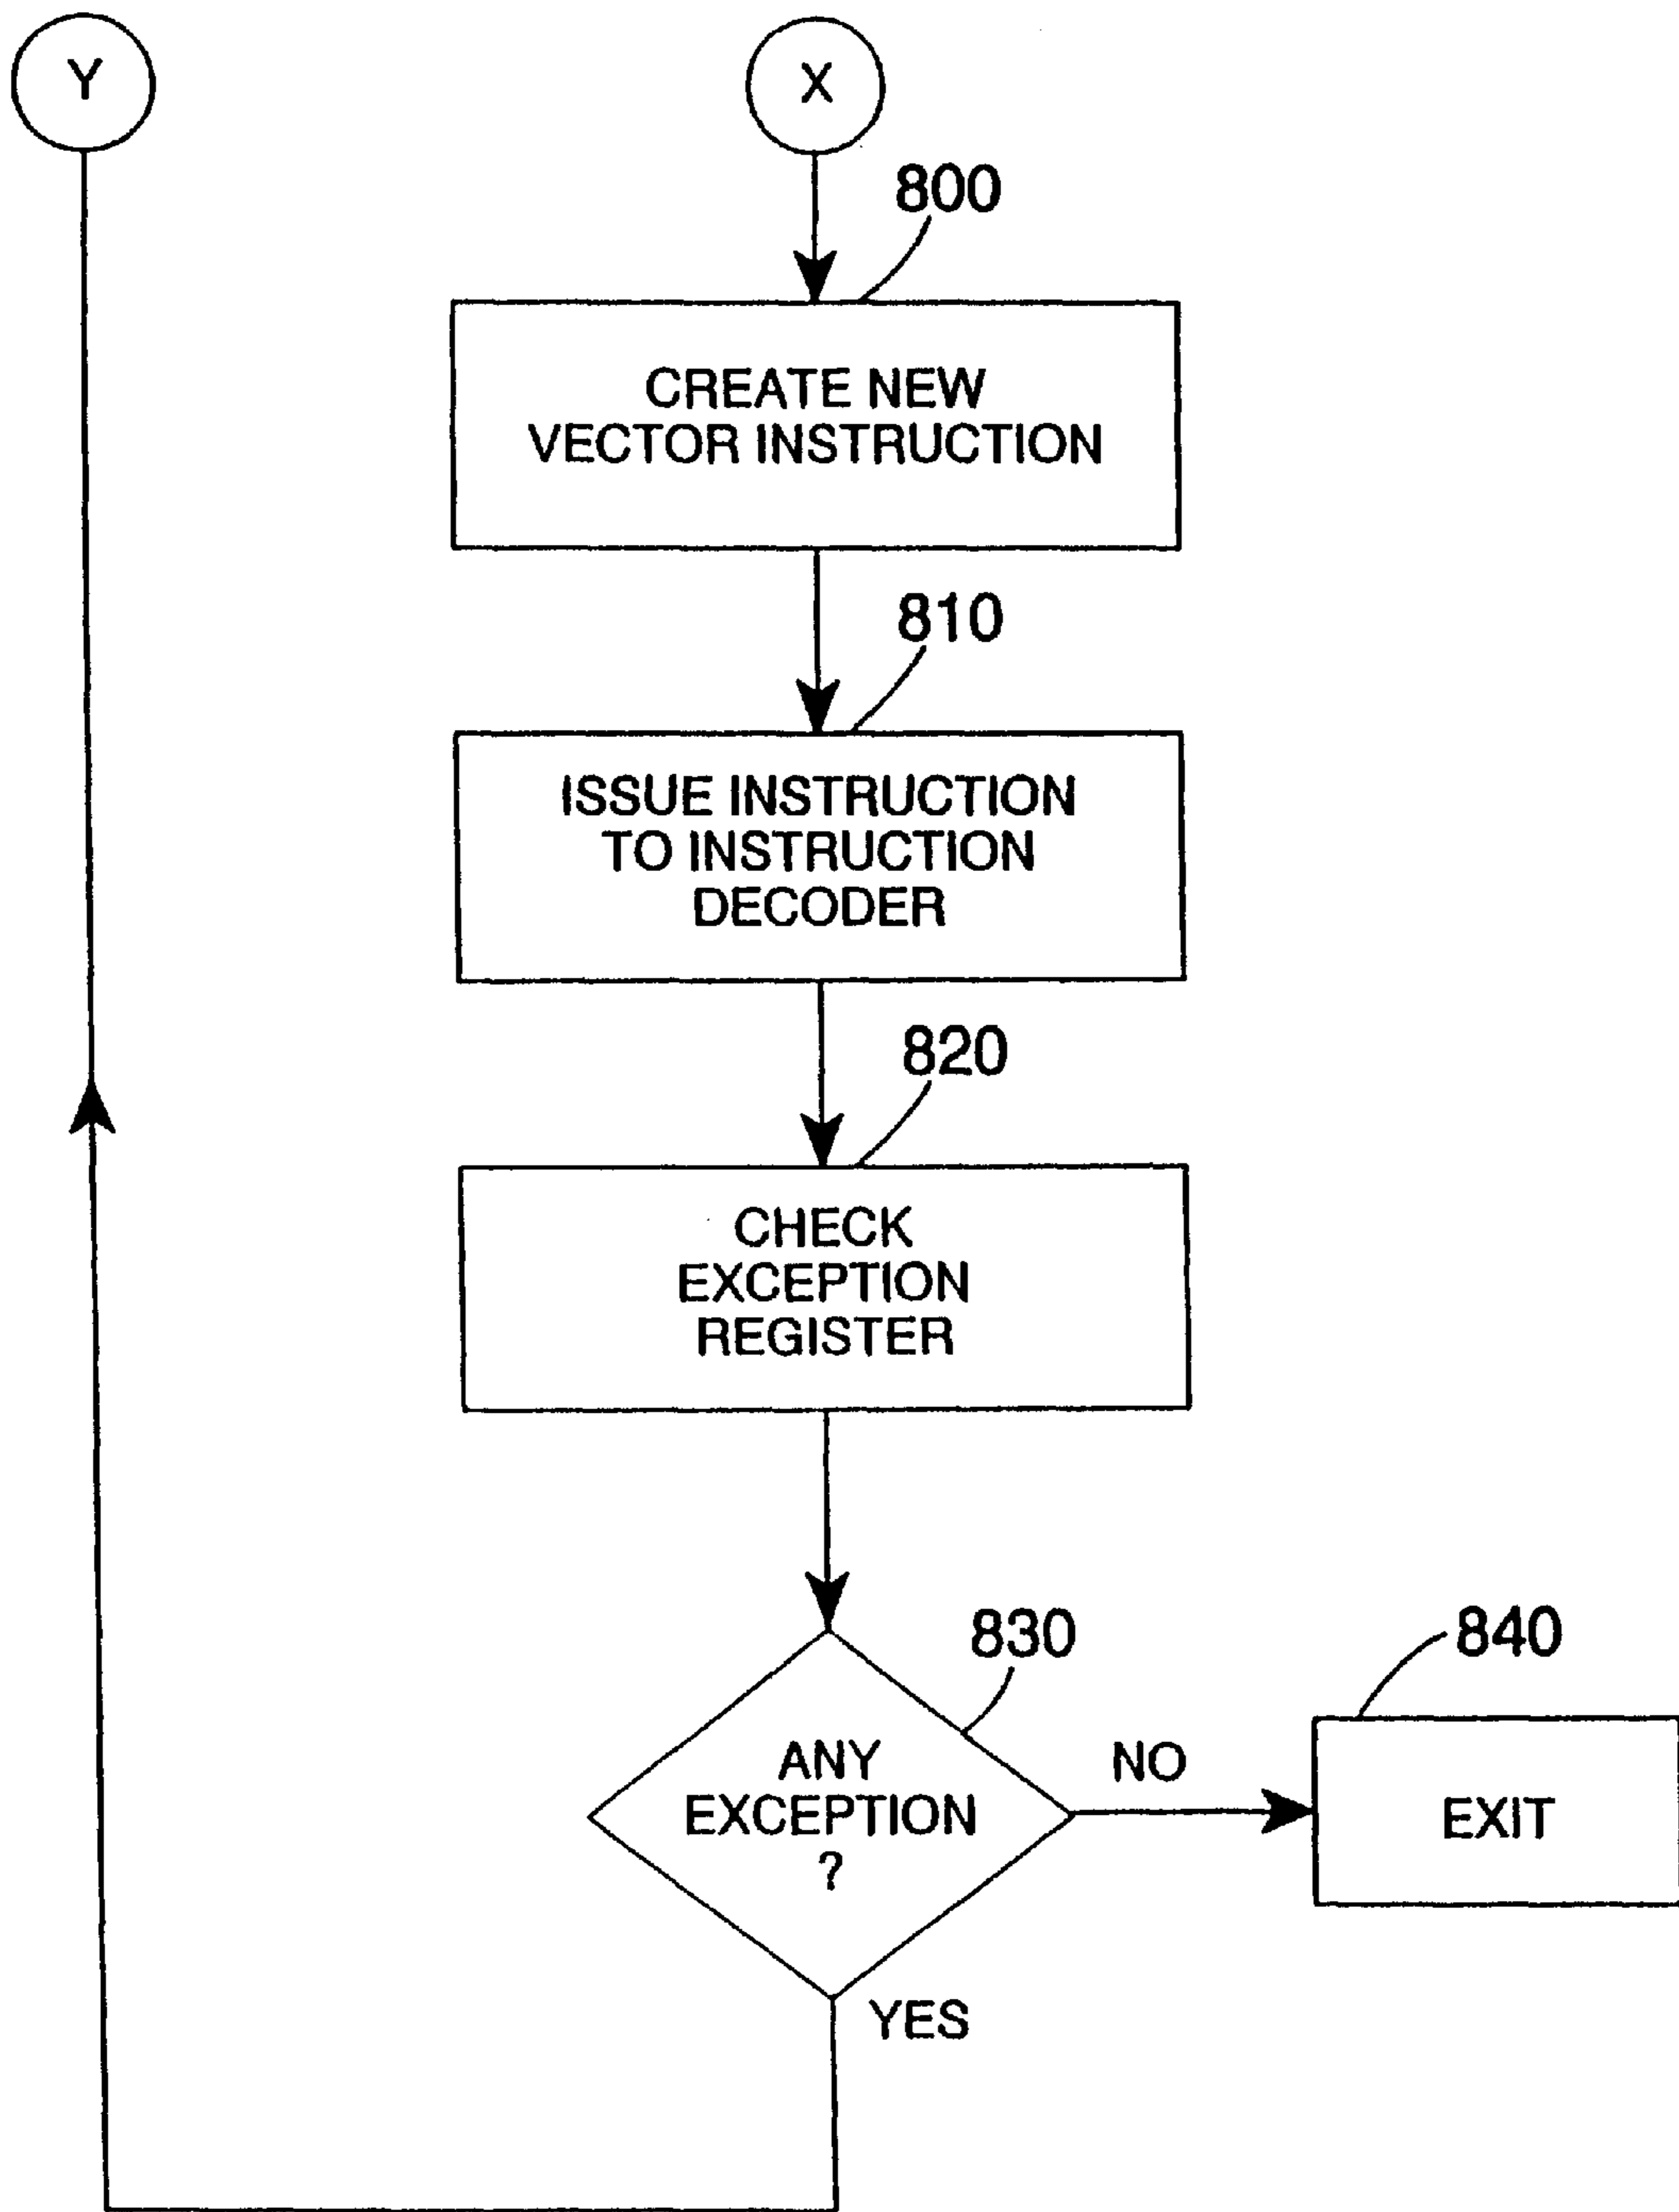 Y
X
800
CREATE NEW
VECTOR INSTRUCTION
810
ISSUE INSTRUCTION
TO INSTRUCTION
DECODER
820
CHECK
EXCEPTION
REGISTER
830
840
ANY
EXCEPTION
?
NO
EXIT
YES